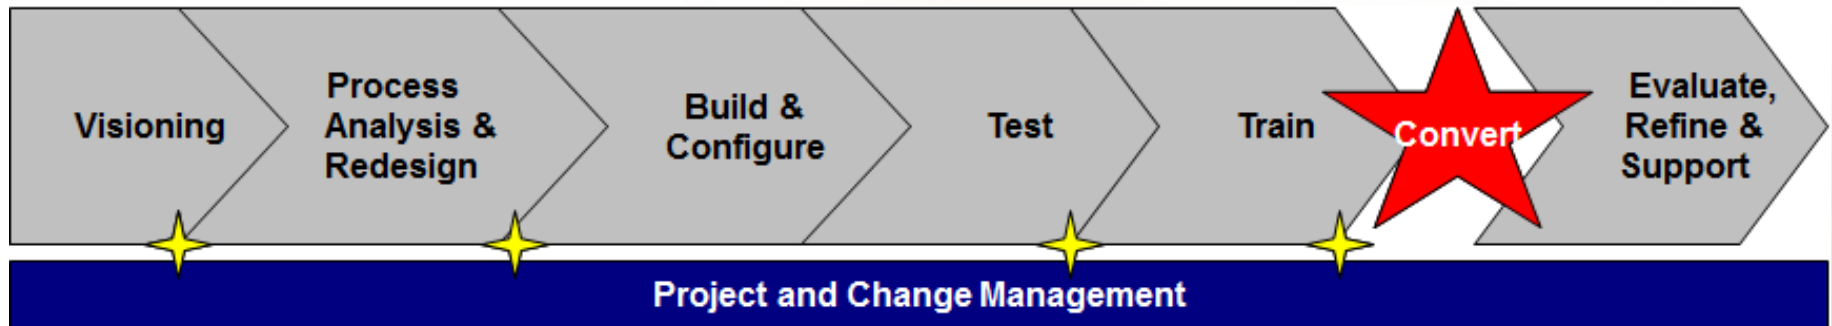 Visioning
Process
Analysis &
Redesign
Build &
Configure
Test
Train
Convert
Evaluate,
Refine &
Support
Project and Change Management